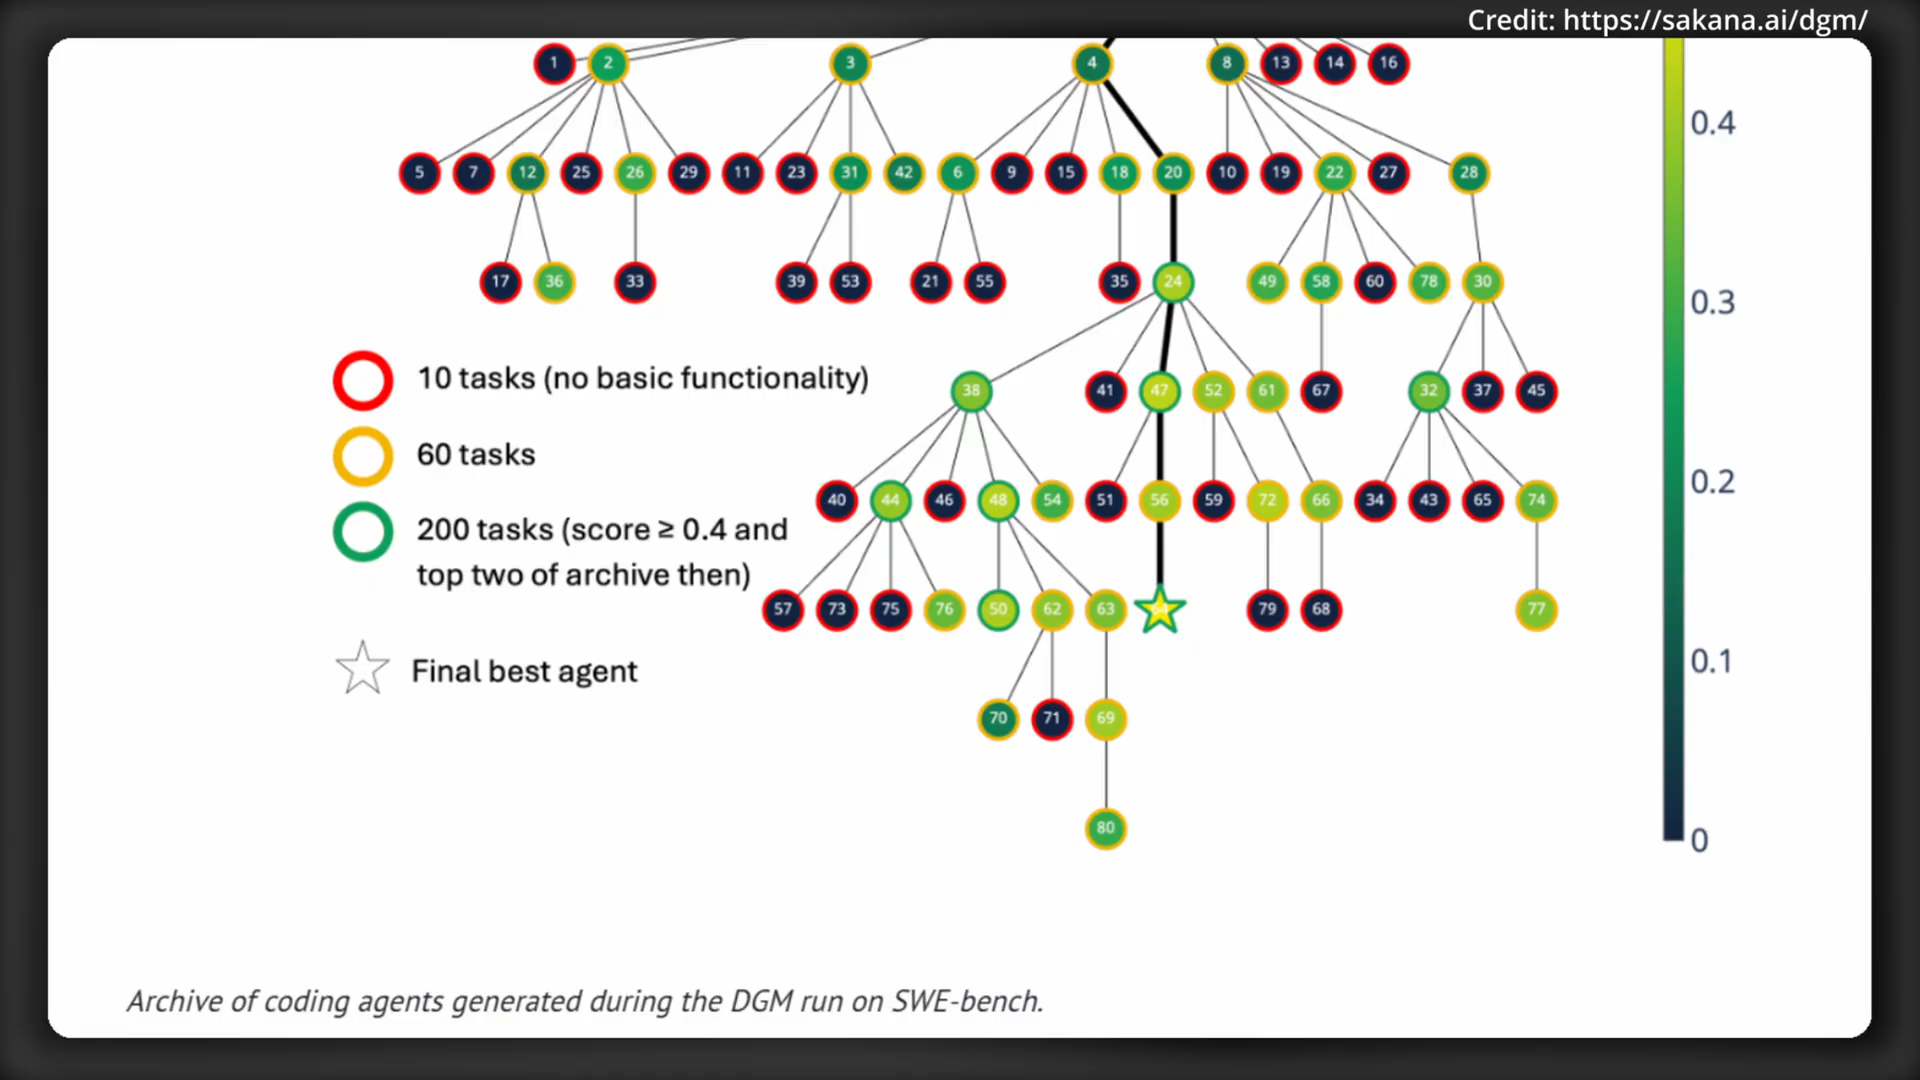 Credit: https://sakana.ai/dgm/
1 2 3 4 8 13 14 16
0.4
5 7 12 25 26 29 11 23 31 42 6 9 15 18 20 10 19 22 27 28
17 36 33 39 53 21 55 35 24 49 58 60 78 30
0.3
10 tasks (no basic functionality)
38 41 47 52 61 67 32 37 45
60 tasks
0.2
40 44 46 48 54 51 56 59 72 66 34 43 65 74
200 tasks (score ≥ 0.4 and
top two of archive then)
57 73 75 76 50 62 63 64 79 68 77
0.1
Final best agent
70 71 69
80
0
Archive of coding agents generated during the DGM run on SWE-bench.